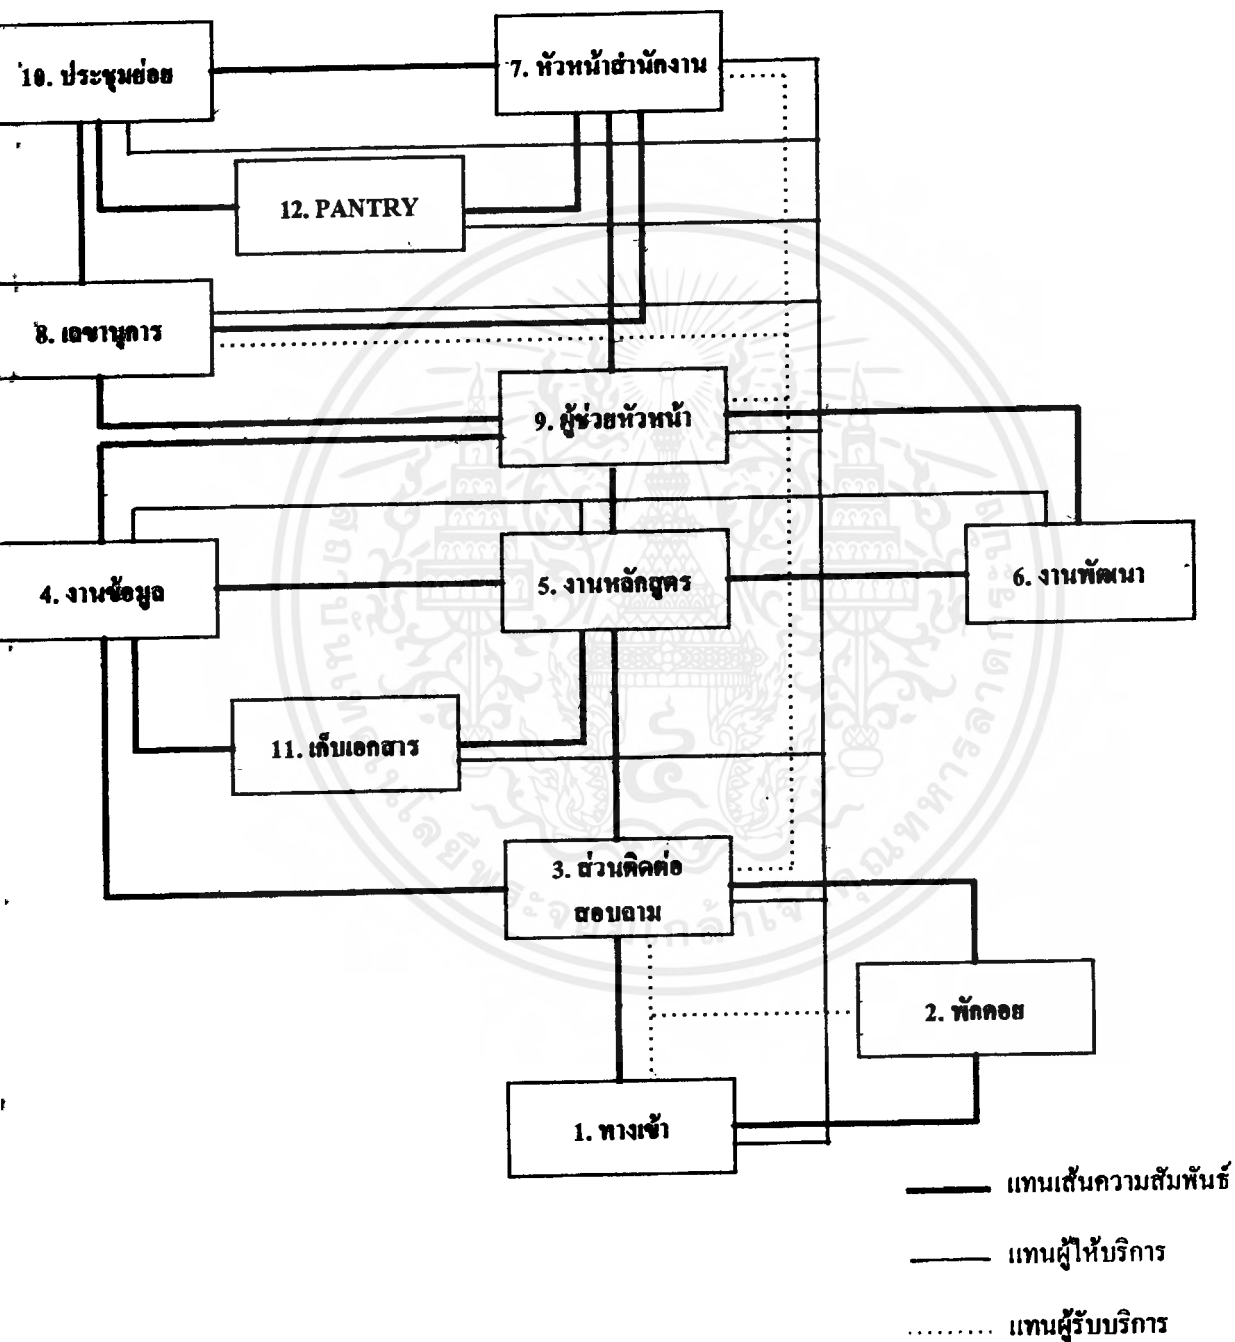 10. ประชุมย่อย
7. หัวหน้าสำนักงาน
12. PANTRY
8. เลขานุการ
9. ผู้ช่วยหัวหน้า
4. งานข้อมูล
5. งานหลักสูตร
6. งานพัฒนา
11. เก็บเอกสาร
3. ส่วนติดต่อ
สอบถาม
2. พักคอย
1. ทางเข้า
แทนเส้นความสัมพันธ์
แทนผู้ให้บริการ
แทนผู้รับบริการ